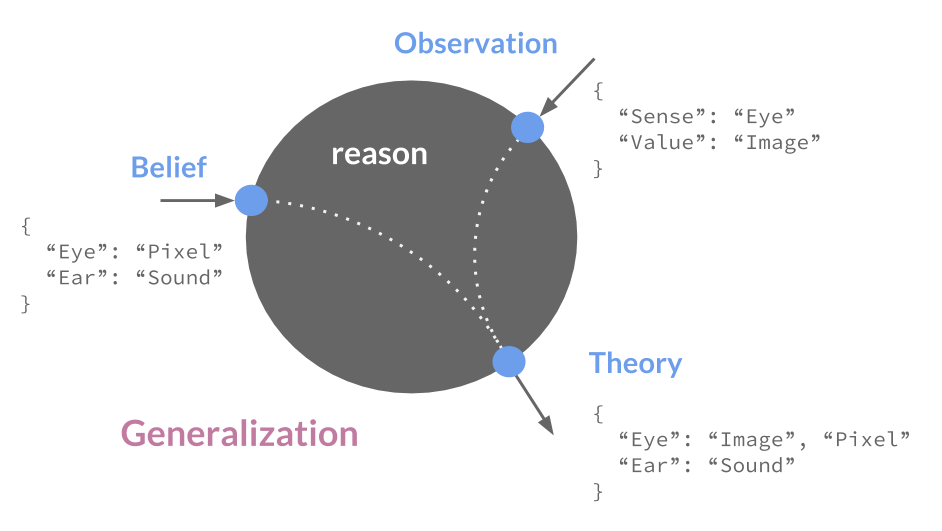 Observation
{
  “Sense”: “Eye”
  “Value”: “Image”
}
reason
Belief
{
  “Eye”: “Pixel”
  “Ear”: “Sound”
}
Theory
{
  “Eye”: “Image”, “Pixel”
  “Ear”: “Sound”
}
Generalization